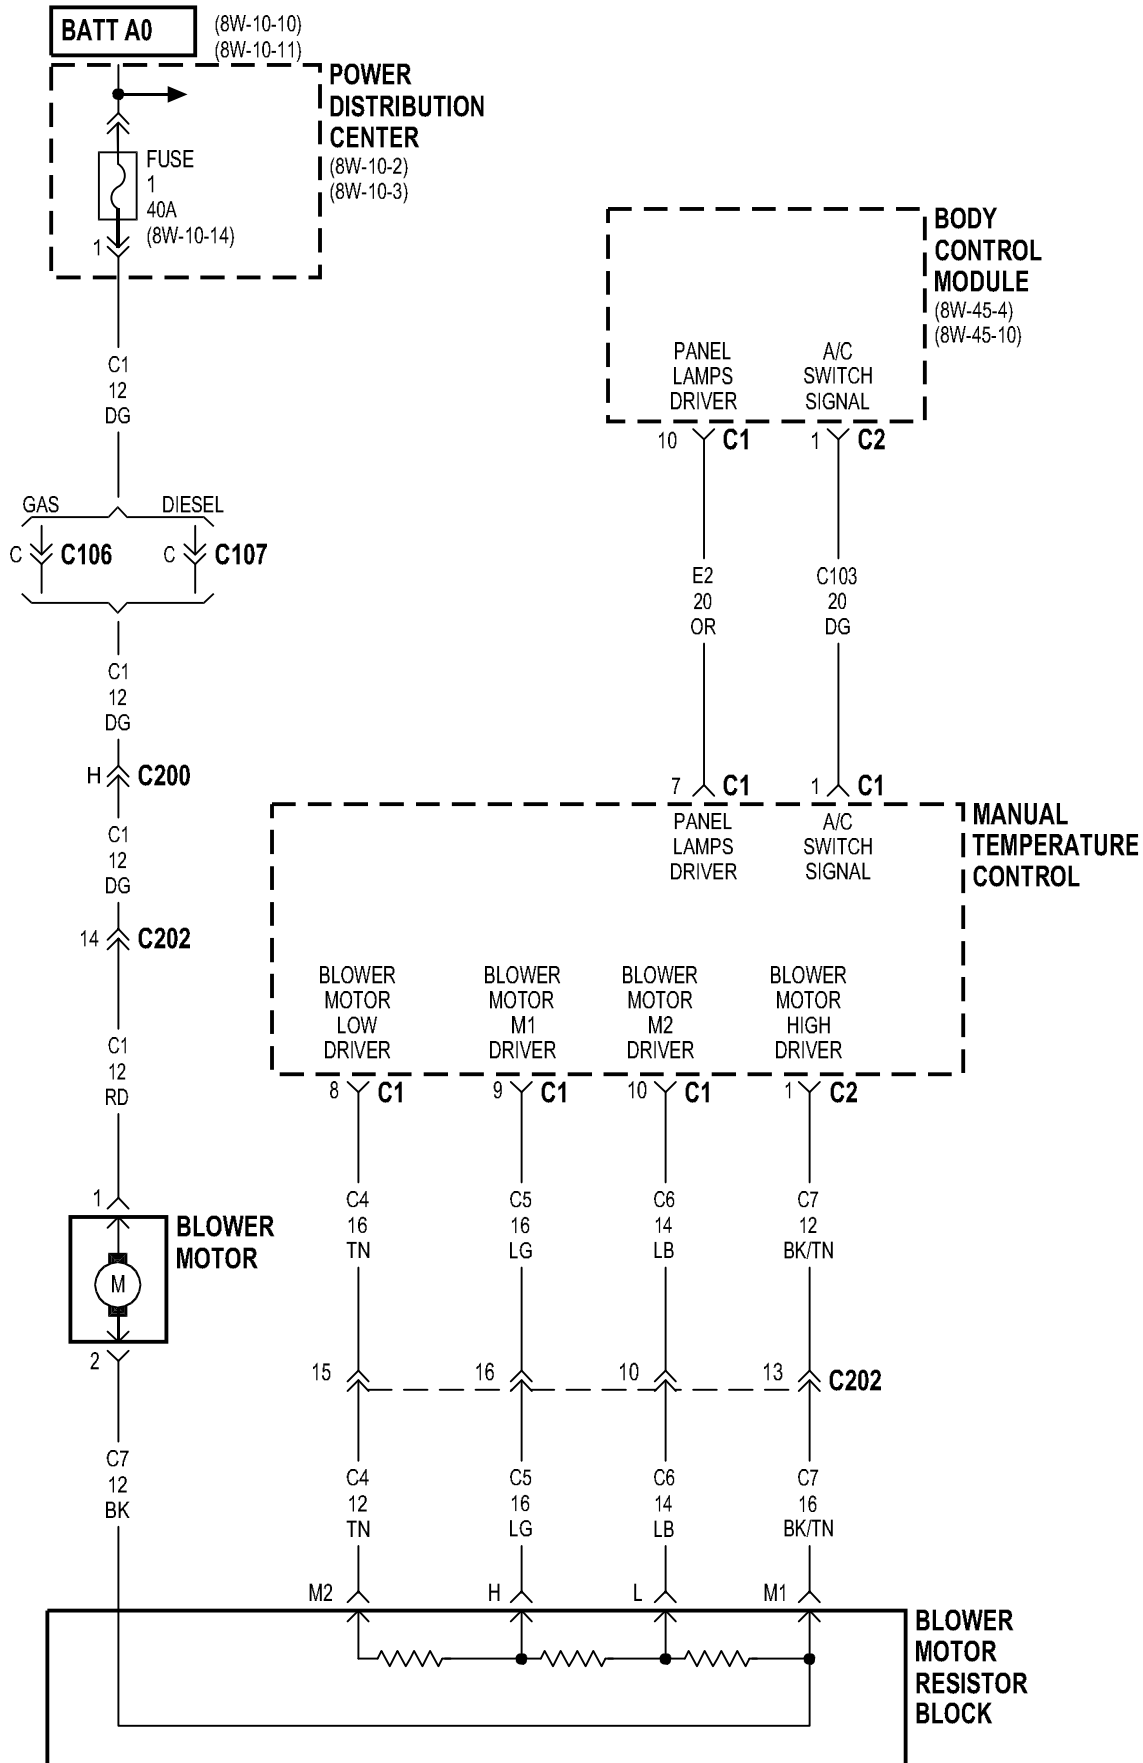 BATT A0
(8W-10-10)
(8W-10-11)
POWER
DISTRIBUTION
CENTER
(8W-10-2)
(8W-10-3)
FUSE
1
40A
(8W-10-14)
1
BODY
CONTROL
MODULE
(8W-45-4)
(8W-45-10)
PANEL
LAMPS
DRIVER
A/C
SWITCH
SIGNAL
10 C1
1 C2
C1
12
DG
GAS DIESEL
C C106
C C107
E2
20
OR
C103
20
DG
C1
12
DG
H C200
7 C1
1 C1
C1
12
DG
PANEL
LAMPS
DRIVER
A/C
SWITCH
SIGNAL
MANUAL
TEMPERATURE
CONTROL
14 C202
BLOWER
MOTOR
LOW
DRIVER
BLOWER
MOTOR
M1
DRIVER
BLOWER
MOTOR
M2
DRIVER
BLOWER
MOTOR
HIGH
DRIVER
C1
12
RD
8 C1
9 C1
10 C1
1 C2
1
BLOWER
MOTOR
M
2
C4
16
TN
C5
16
LG
C6
14
LB
C7
12
BK/TN
15 16 10 13 C202
C7
12
BK
C4
12
TN
C5
16
LG
C6
14
LB
C7
16
BK/TN
M2 H L M1
BLOWER
MOTOR
RESISTOR
BLOCK